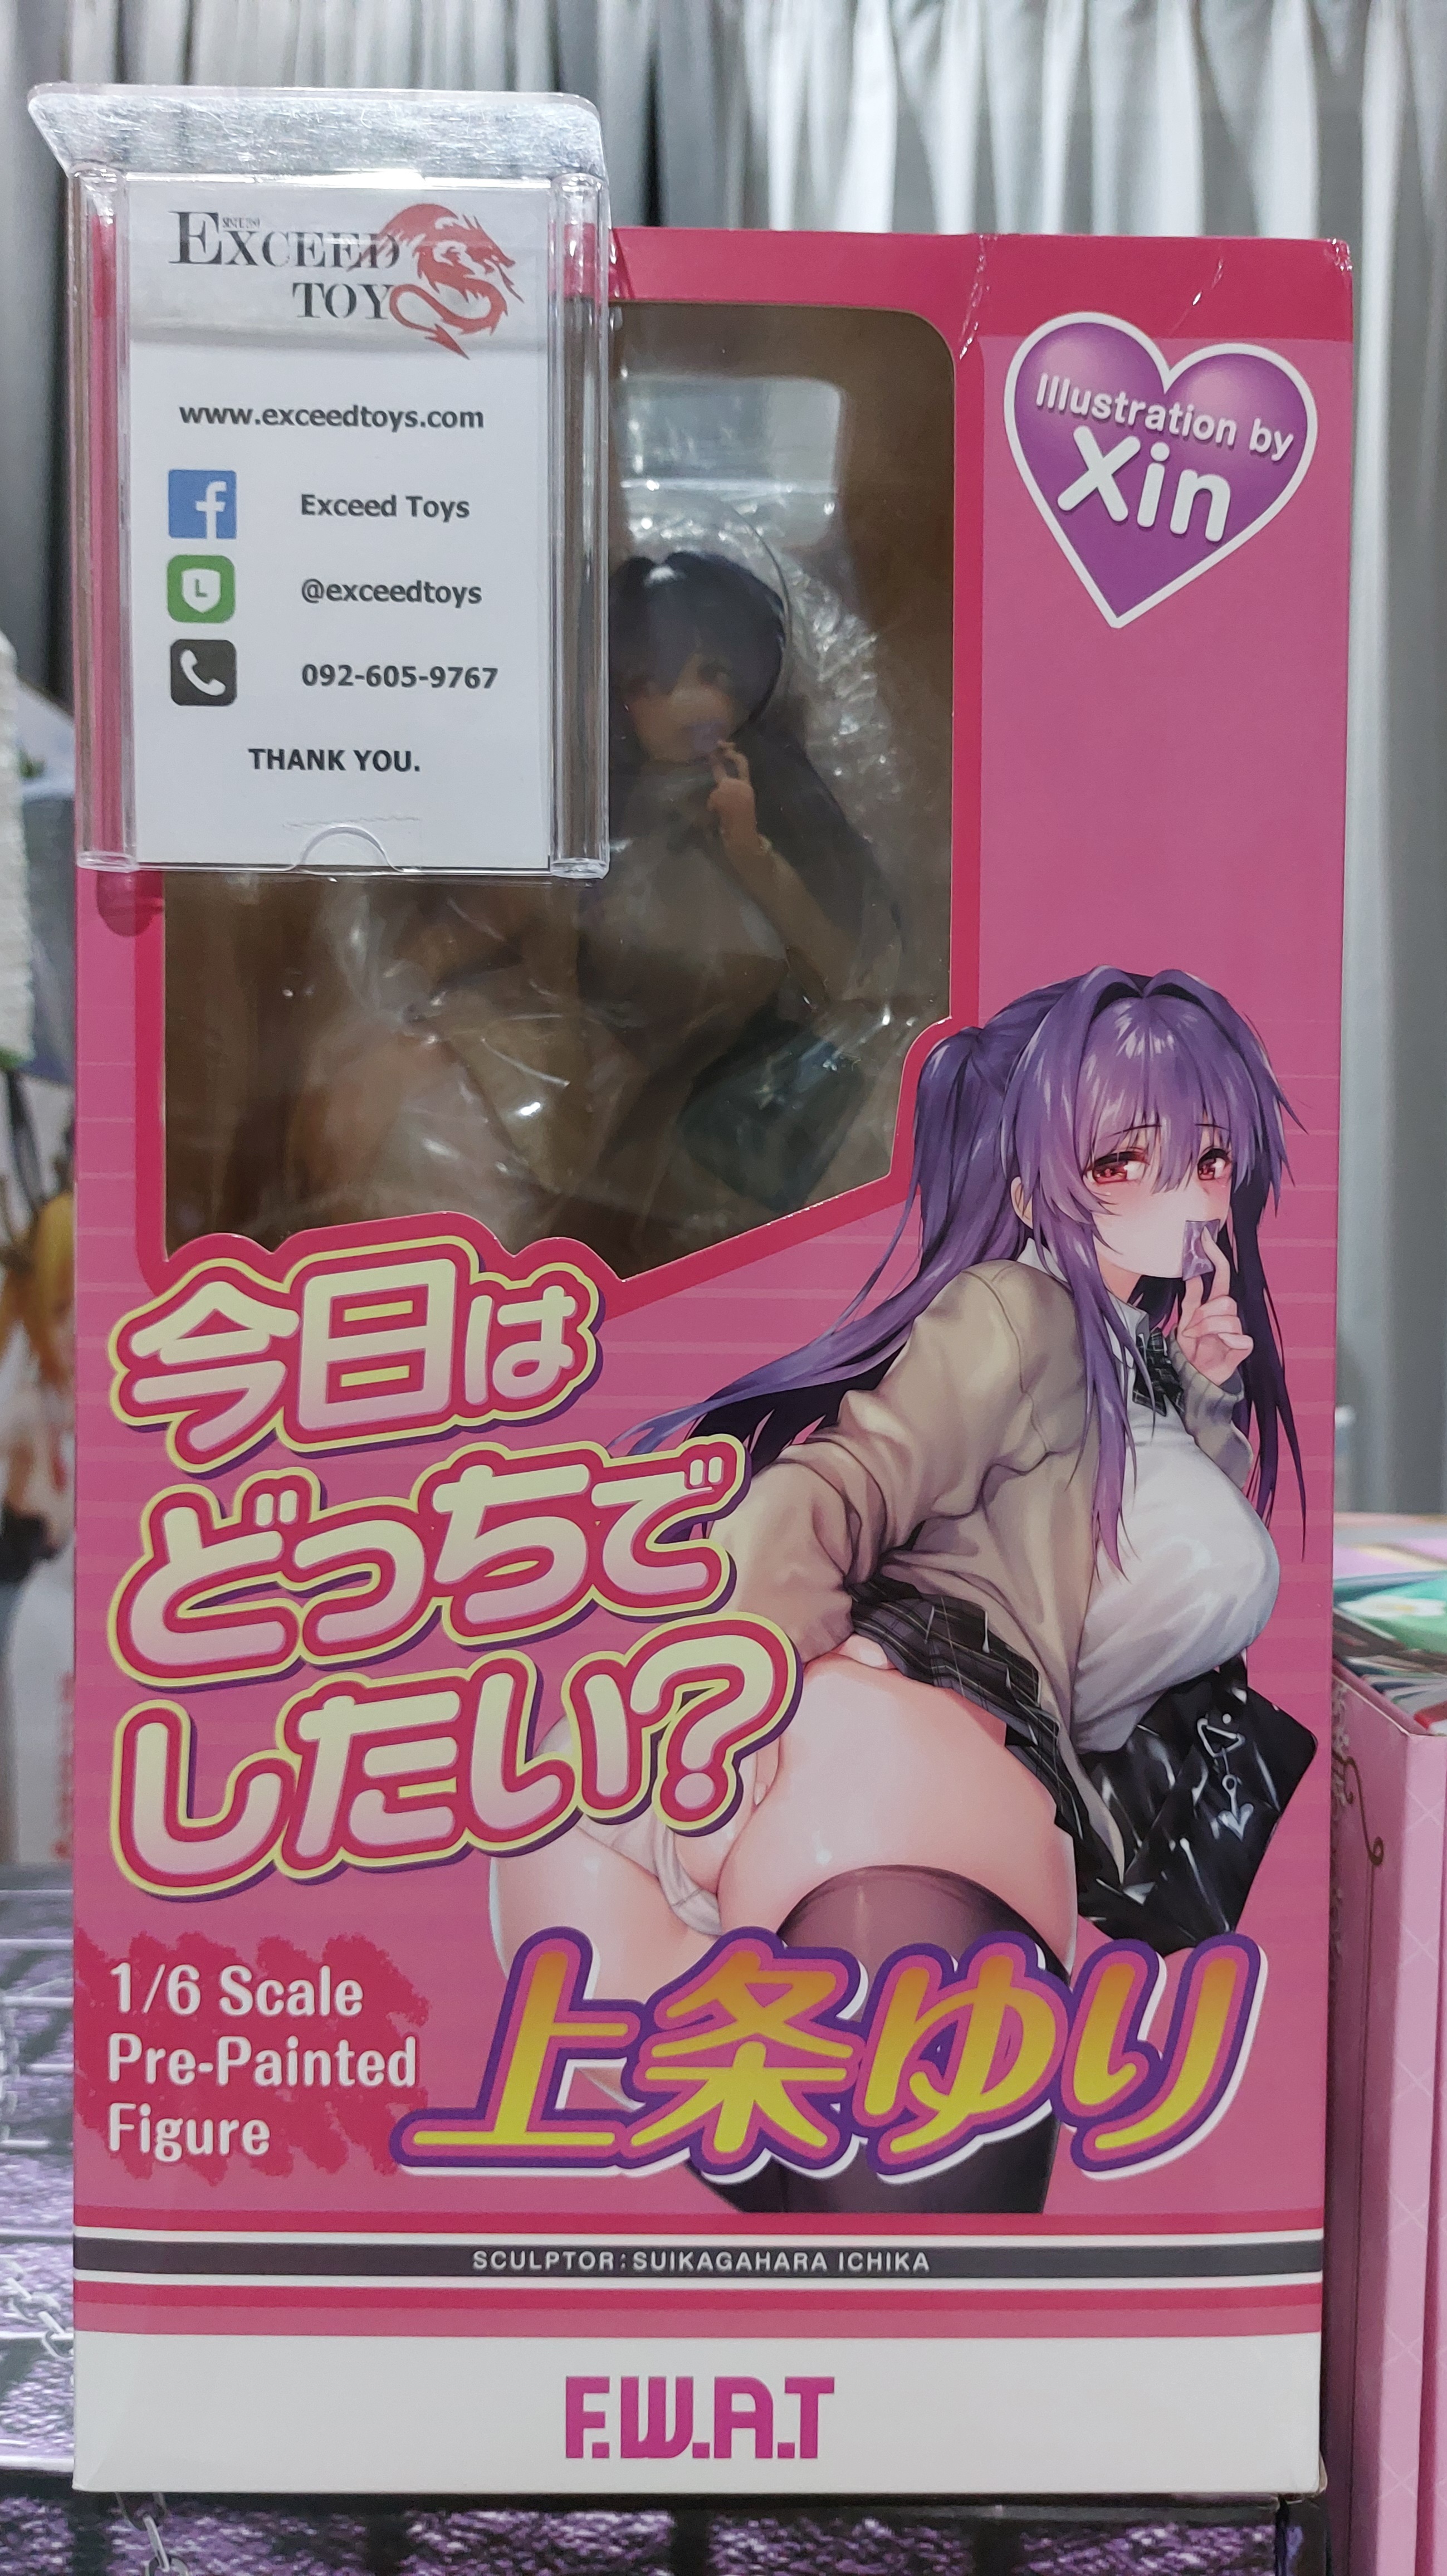 EXCEED
TOYS
www.exceedtoys.com
Exceed Toys
L
@exceedtoys
092-605-9767
THANK YOU.
Illustration by
Xin
今日は
どっちで
したい?
1/6 Scale
Pre-Painted
Figure
上条ゆり
SCULPTOR:SUIKAGAHARA ICHIKA
F.W.A.T